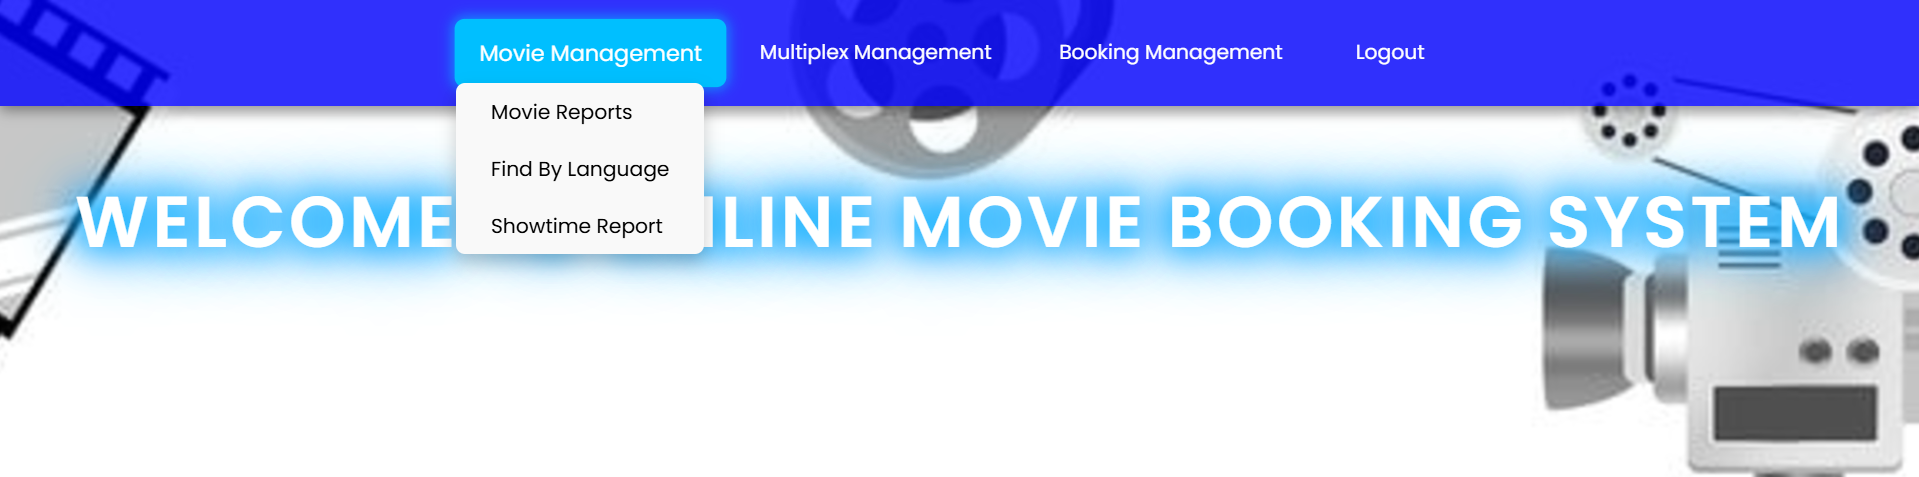 Movie Management
Multiplex Management
Booking Management
Logout
Movie Reports
Find By Language
Showtime Report
WELCOME LINE MOVIE BOOKING SYSTEM